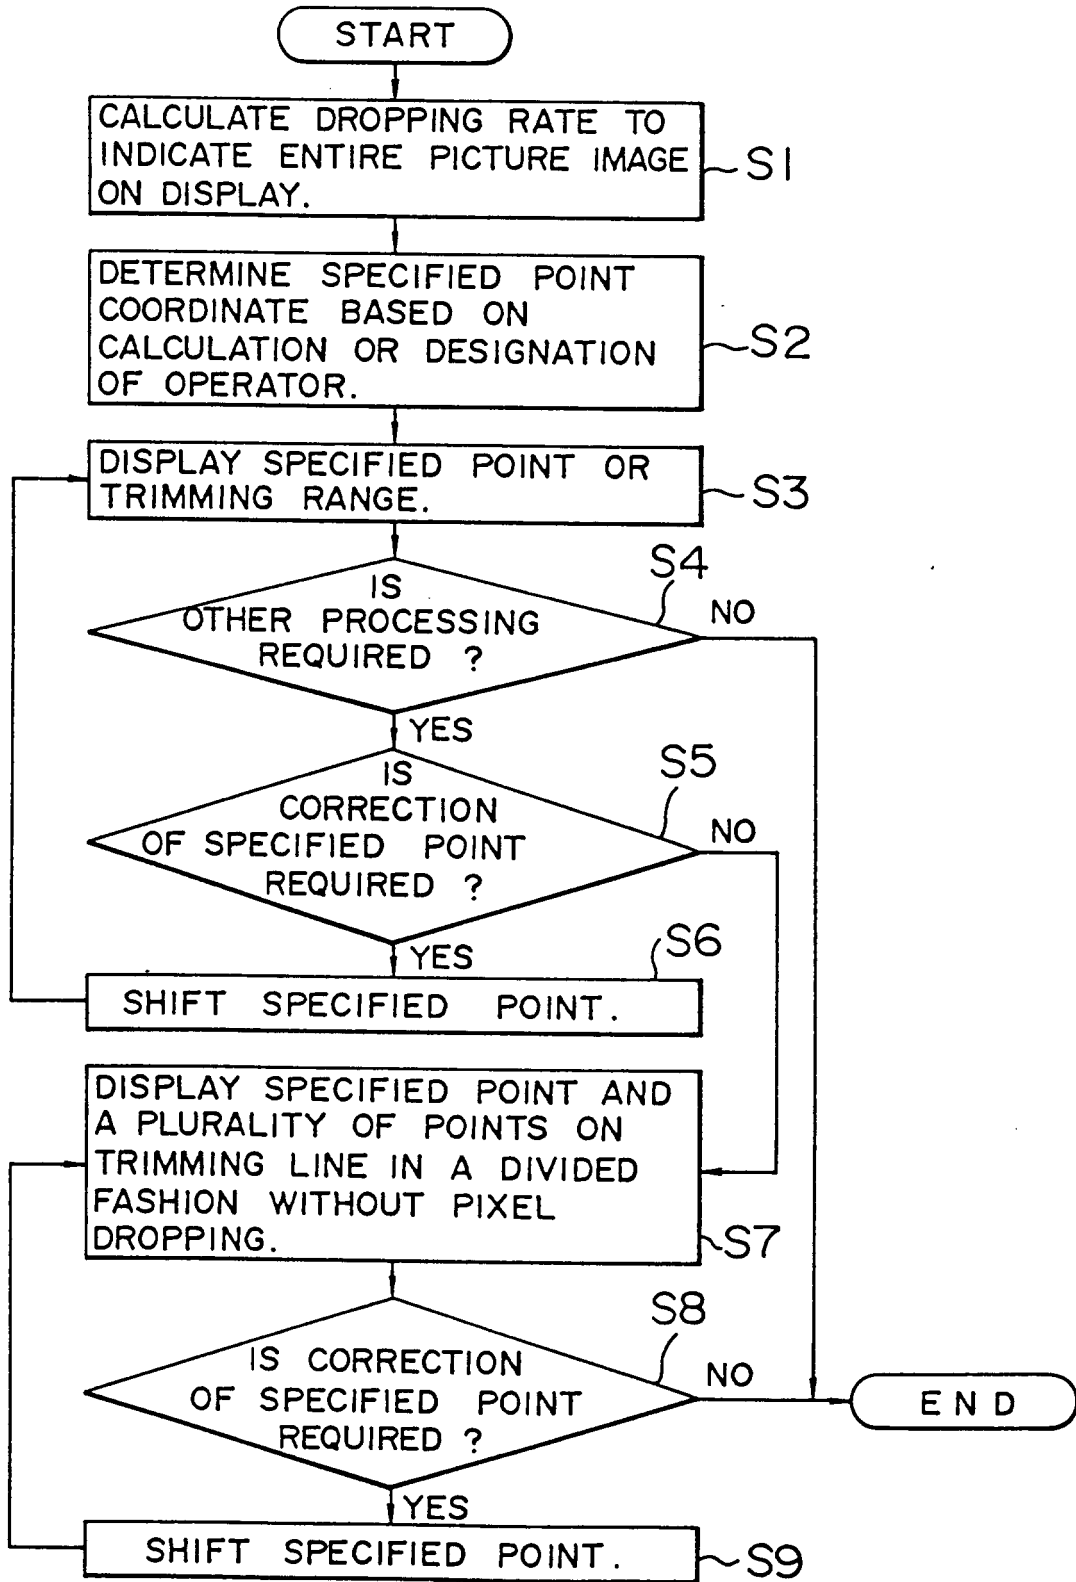 START
CALCULATE DROPPING RATE TO
INDICATE ENTIRE PICTURE IMAGE
ON DISPLAY.
S1
DETERMINE SPECIFIED POINT
COORDINATE BASED ON
CALCULATION OR DESIGNATION
OF OPERATOR.
S2
DISPLAY SPECIFIED POINT OR
TRIMMING RANGE.
S3
S4
IS
OTHER PROCESSING
REQUIRED ?
NO
YES
S5
IS
CORRECTION
OF SPECIFIED POINT
REQUIRED ?
NO
YES
S6
SHIFT SPECIFIED POINT.
DISPLAY SPECIFIED POINT AND
A PLURALITY OF POINTS ON
TRIMMING LINE IN A DIVIDED
FASHION WITHOUT PIXEL
DROPPING.
S7
S8
IS CORRECTION
OF SPECIFIED POINT
REQUIRED ?
NO
END
YES
SHIFT SPECIFIED POINT.
S9